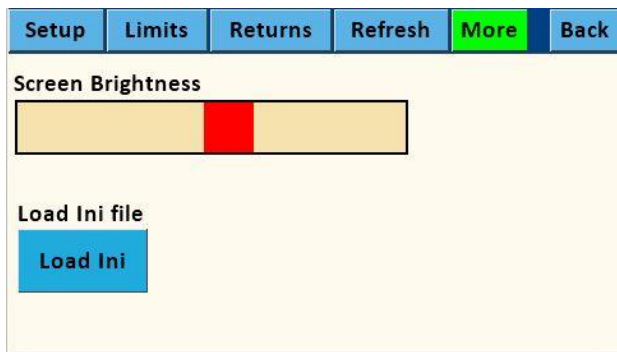 Setup Limits Returns Refresh More Back
Screen Brightness
Load Ini file
Load Ini